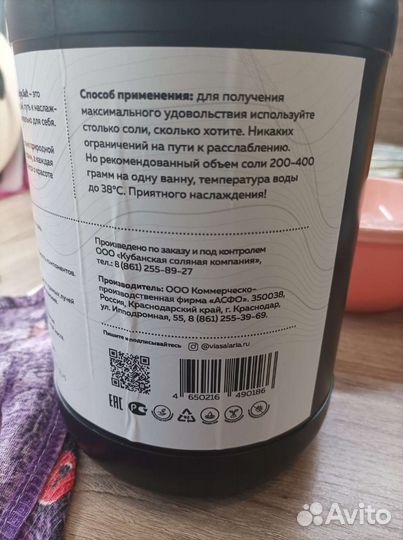 Способ применения: для получения
максимального удовольствия используйте
столько соли, сколько хотите. Никаких
ограничений на пути к расслаблению.
Но рекомендованный объем соли 200-400
грамм на одну ванну, температура воды
до 38°С. Приятного наслаждения!
Произведено по заказу и под контролем
ООО «Кубанская соляная компания»,
тел.: 8 (861) 255-89-27
Производитель: ООО Коммерческо-
производственная фирма «АСФО». 350038,
Россия, Краснодарский край, г. Краснодар,
ул. Ипподромная, 55, 8 (861) 255-39-69.
Пишите и подписывайтесь @viasalaria.ru
EAC
4 650216 490186
Avito